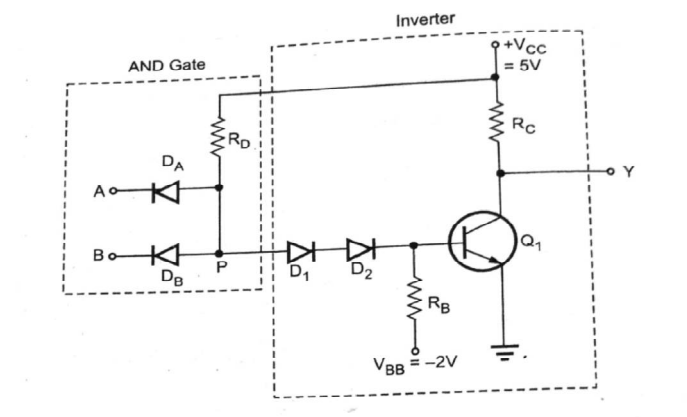 Inverter
AND Gate
+VCC
= 5V
RD
RC
DA
A
Y
B
DB
P
D1
D2
Q1
RB
VBB = −2V